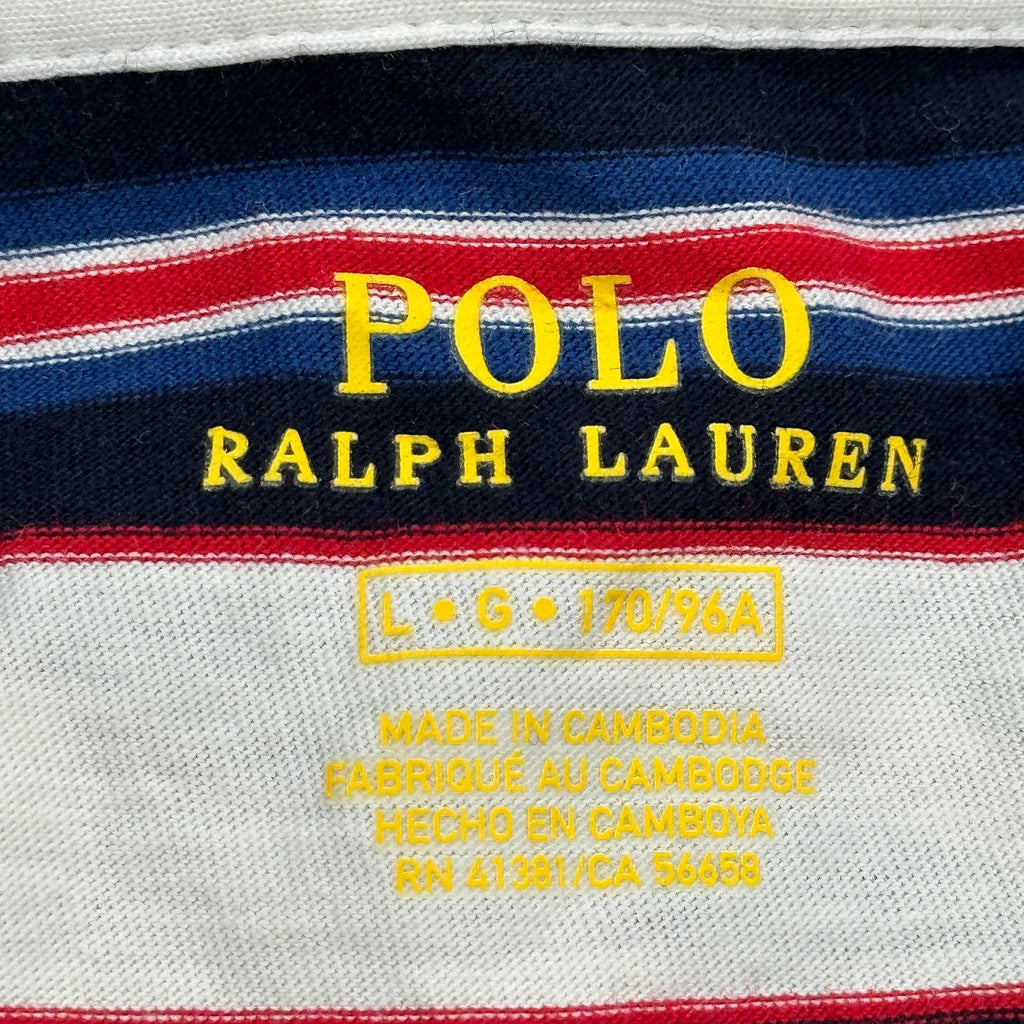 POLO
RALPH LAUREN
L • G • 170/96A
MADE IN CAMBODIA
FABRIQUÉ AU CAMBODGE
HECHO EN CAMBOYA
RN 41381/CA 56658